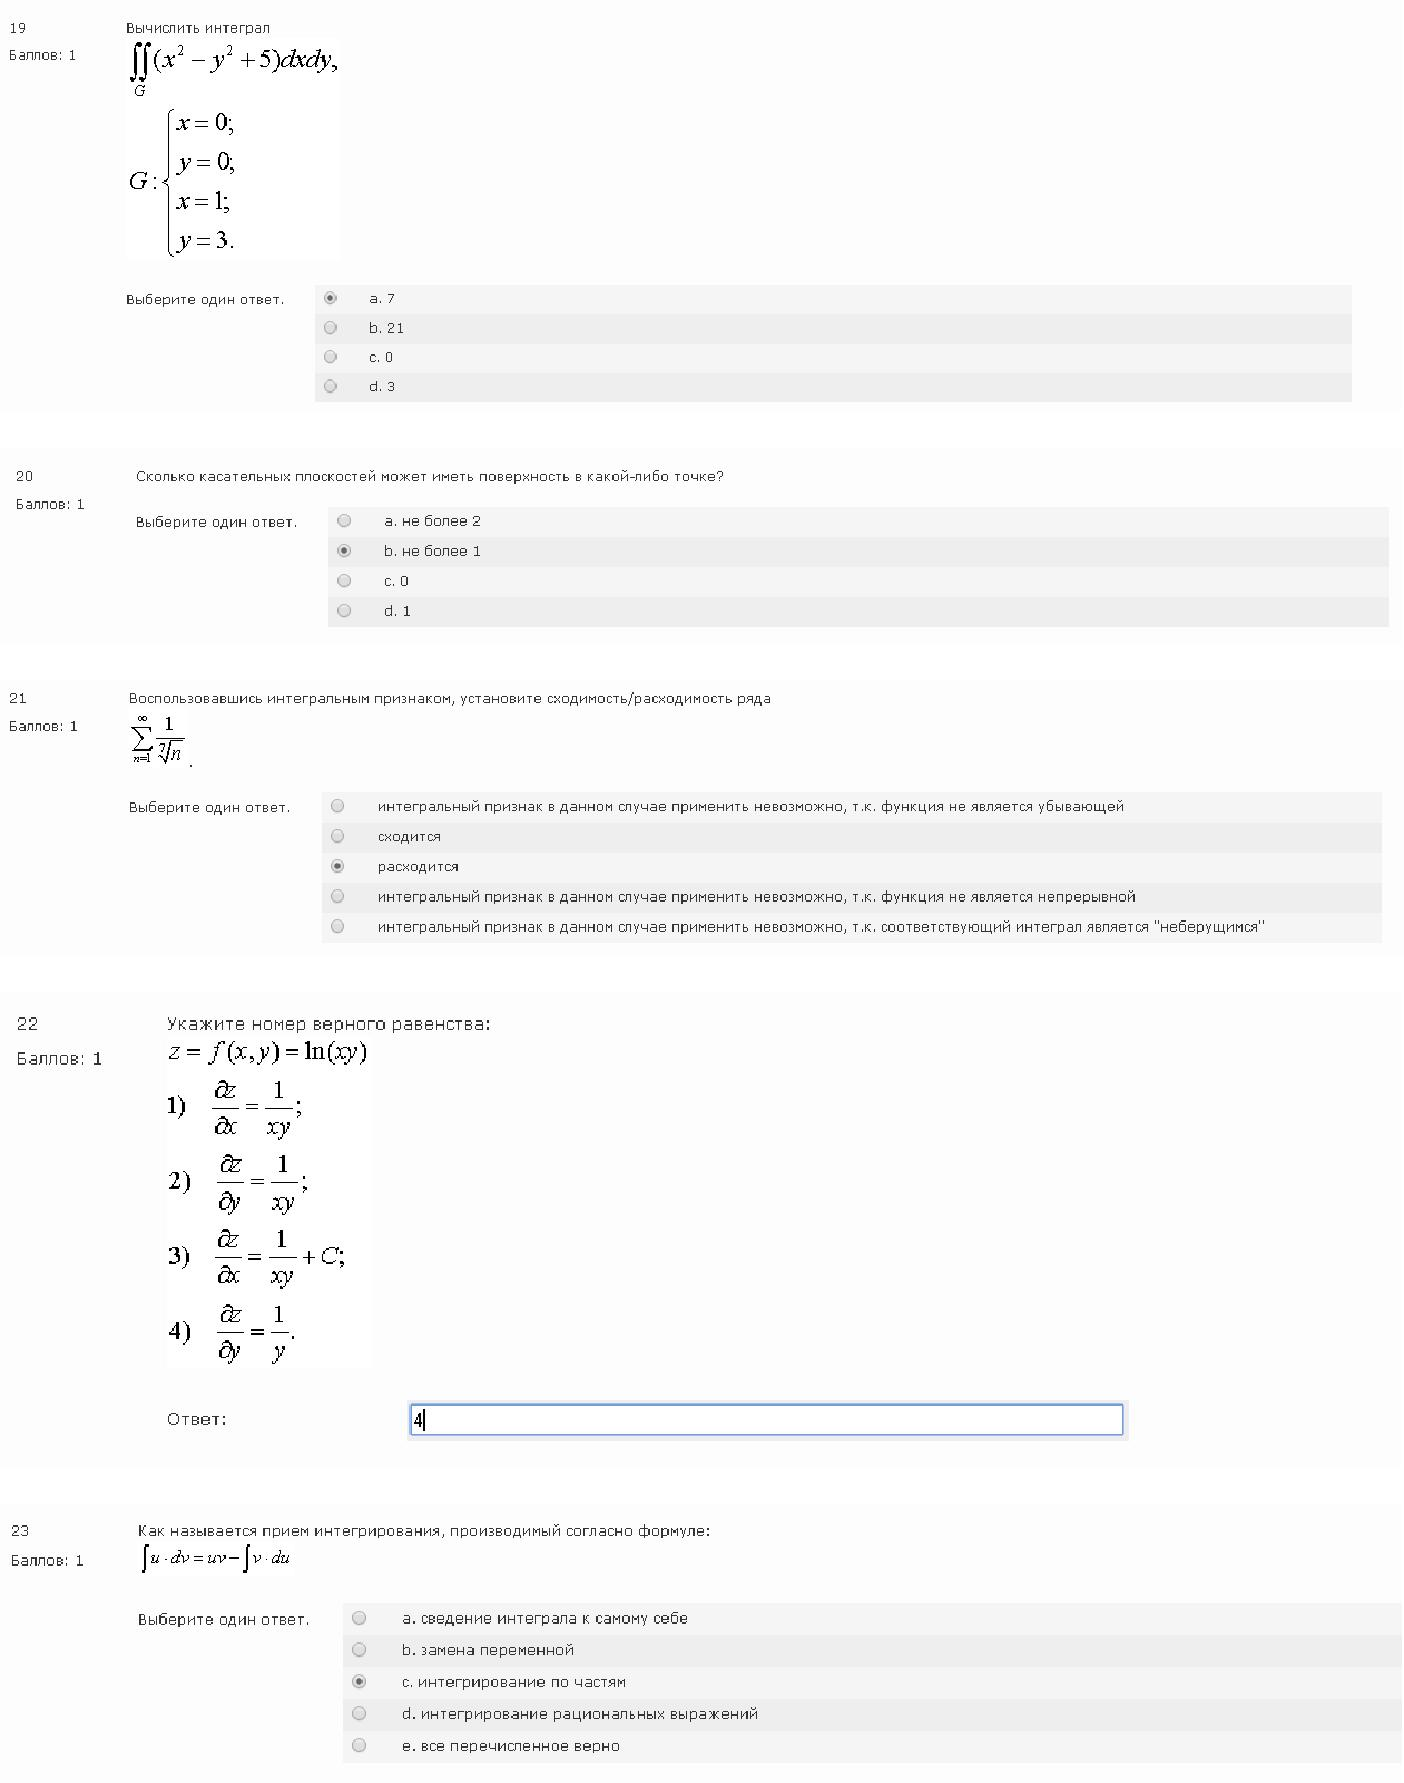 19
Вычислить интеграл
Баллов: 1
∬(x² − y² + 5)dxdy,
G
x = 0;
y = 0;
G:
x = 1;
y = 3.
Выберите один ответ.
a. 7
b. 21
c. 0
d. 3
20
Сколько касательных плоскостей может иметь поверхность в какой-либо точке?
Баллов: 1
Выберите один ответ.
a. не более 2
b. не более 1
c. 0
d. 1
21
Воспользовавшись интегральным признаком, установите сходимость/расходимость ряда
Баллов: 1
∞
∑ 1/⁷√n .
n=1
Выберите один ответ.
интегральный признак в данном случае применить невозможно, т.к. функция не является убывающей
сходится
расходится
интегральный признак в данном случае применить невозможно, т.к. функция не является непрерывной
интегральный признак в данном случае применить невозможно, т.к. соответствующий интеграл является "неберущимся"
22
Укажите номер верного равенства:
Баллов: 1
z = f(x, y) = ln(xy)
1) ∂z/∂x = 1/xy;
2) ∂z/∂y = 1/xy;
3) ∂z/∂x = 1/xy + C;
4) ∂z/∂y = 1/y.
Ответ:
4
23
Как называется прием интегрирования, производимый согласно формуле:
Баллов: 1
∫u · dv = uv − ∫v · du
Выберите один ответ.
a. сведение интеграла к самому себе
b. замена переменной
c. интегрирование по частям
d. интегрирование рациональных выражений
e. все перечисленное верно